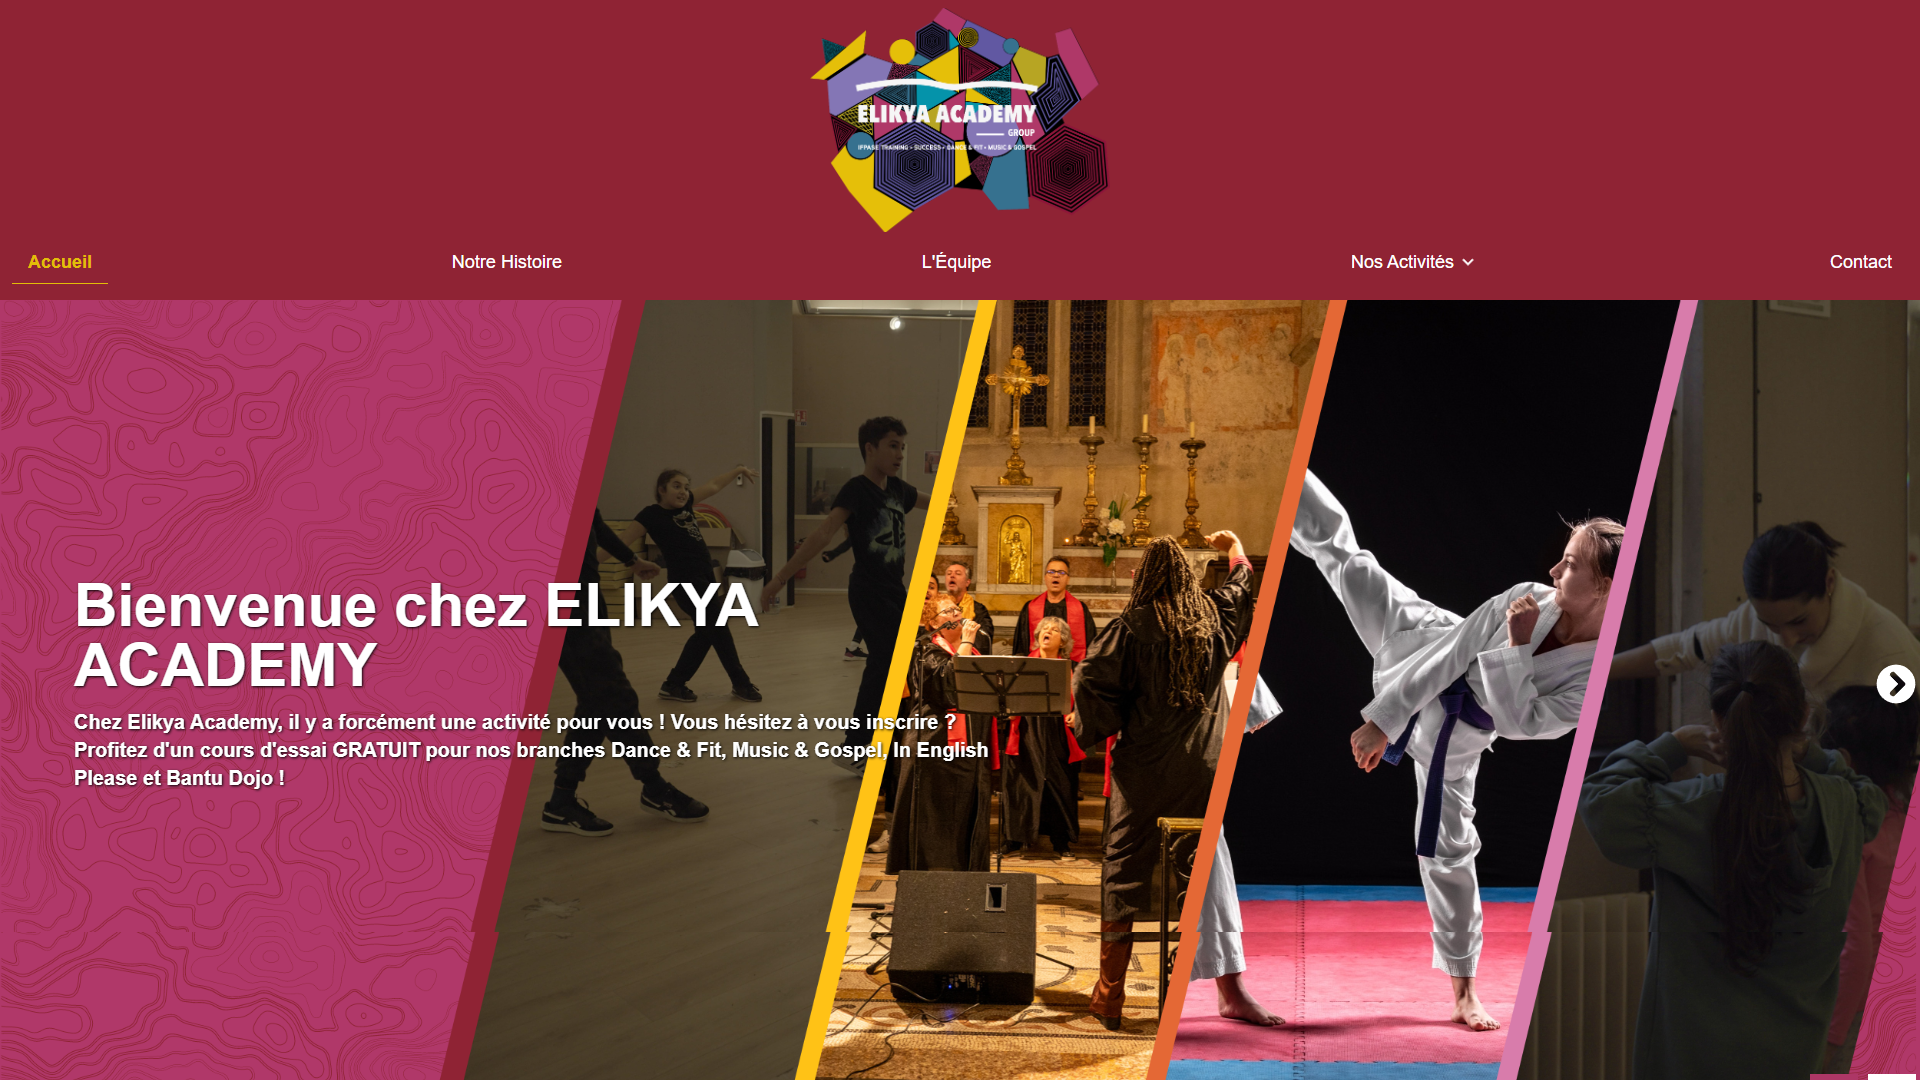 ELIKYA ACADEMY
GROUP
IFPASE TRAINING • SUCCESS • DANCE & FIT • MUSIC & GOSPEL
Accueil
Notre Histoire
L'Équipe
Nos Activités
Contact
Bienvenue chez ELIKYA
ACADEMY
Chez Elikya Academy, il y a forcément une activité pour vous ! Vous hésitez à vous inscrire ?
Profitez d'un cours d'essai GRATUIT pour nos branches Dance & Fit, Music & Gospel, In English
Please et Bantu Dojo !